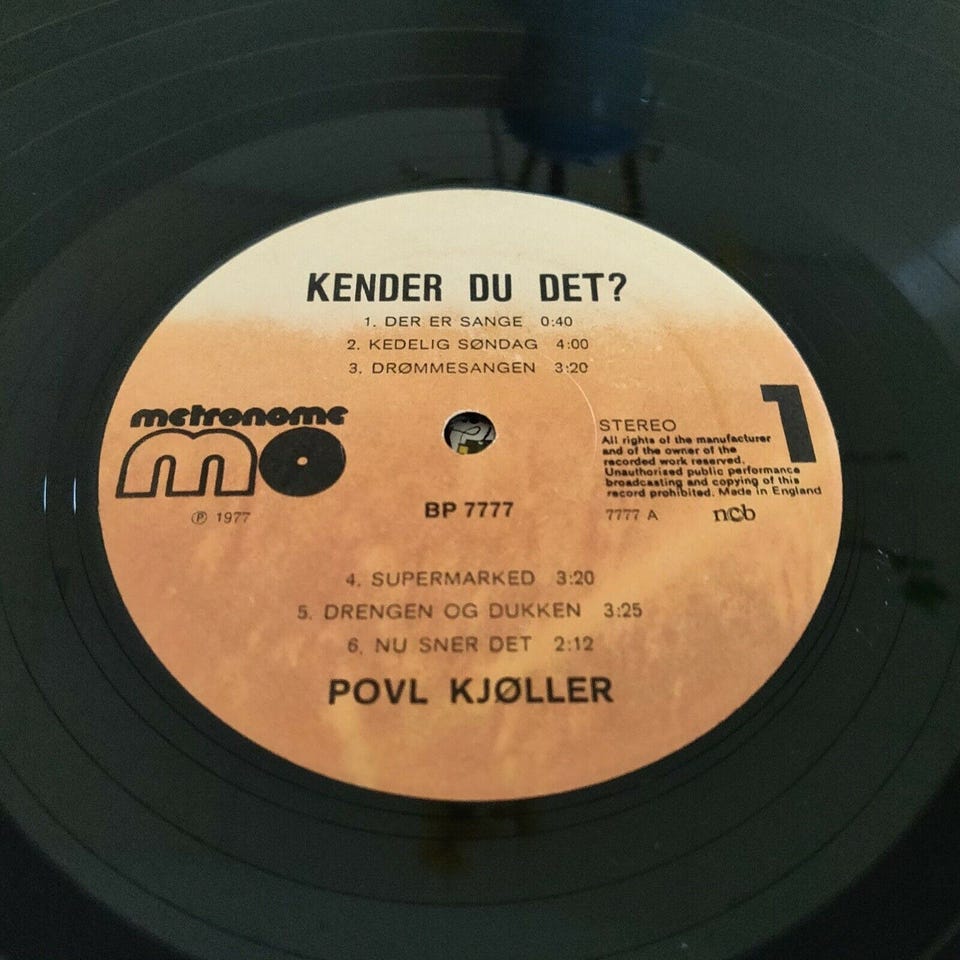 KENDER DU DET?
1. DER ER SANGE 0:40
2. KEDELIG SØNDAG 4:00
3. DRØMMESANGEN 3:20
metronome
mo
℗ 1977
BP 7777
1
STEREO
All rights of the manufacturer
and of the owner of the
recorded work reserved.
Unauthorised public performance
broadcasting and copying of this
record prohibited. Made in England
7777 A ncb
4. SUPERMARKED 3:20
5. DRENGEN OG DUKKEN 3:25
6. NU SNER DET 2:12
POVL KJØLLER